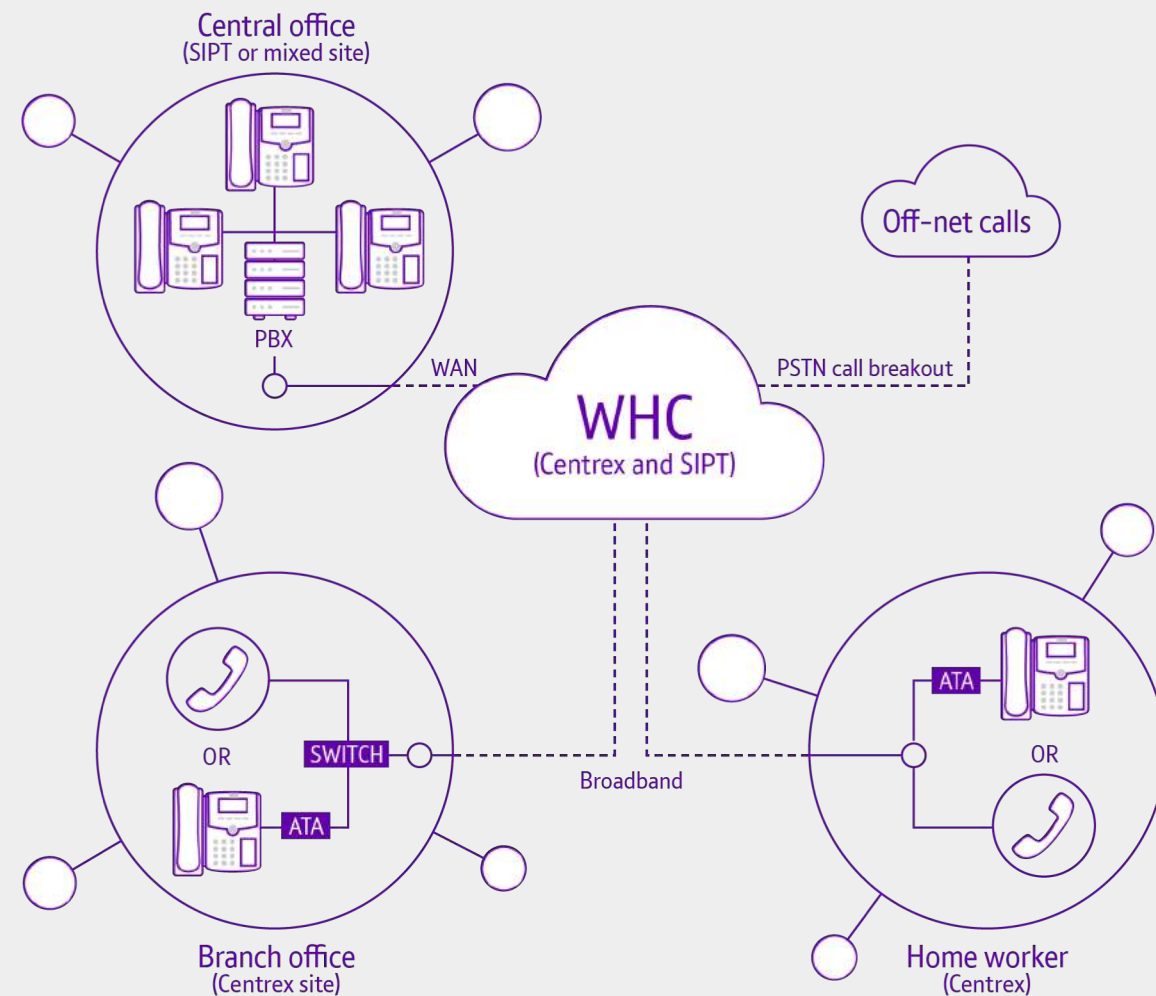 Central office
(SIPT or mixed site)
PBX
WAN
Off-net calls
PSTN call breakout
WHC
(Centrex and SIPT)
OR
SWITCH
ATA
Broadband
ATA
OR
Branch office
(Centrex site)
Home worker
(Centrex)